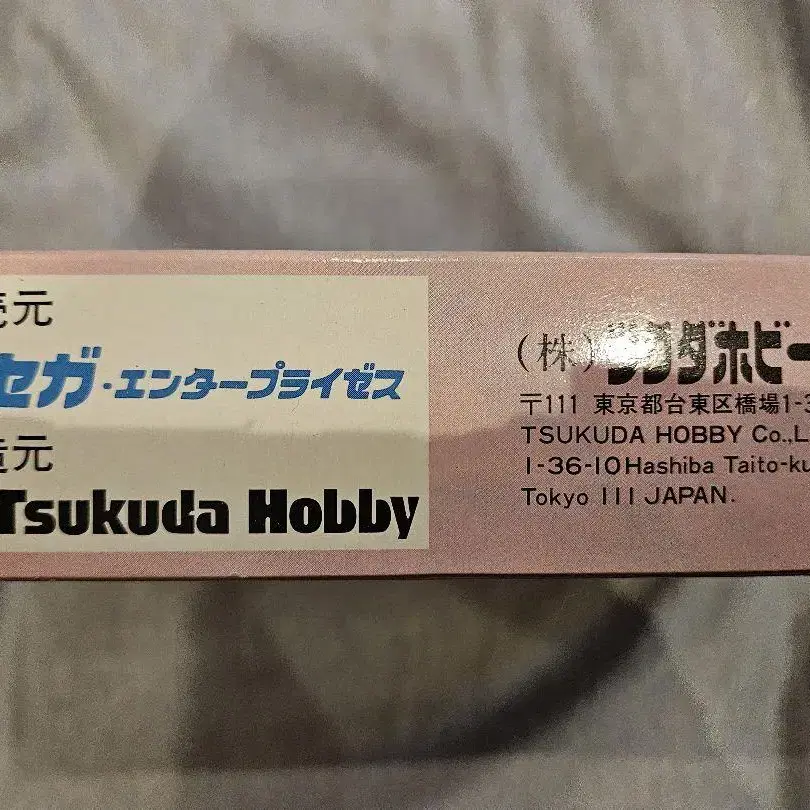 売元
セガ・エンタープライゼス
造元
Tsukuda Hobby
(株)ツクダホビー
〒111 東京都台東区橋場1-3
TSUKUDA HOBBY Co.,L
1-36-10 Hashiba Taito-ku
Tokyo 111 JAPAN.